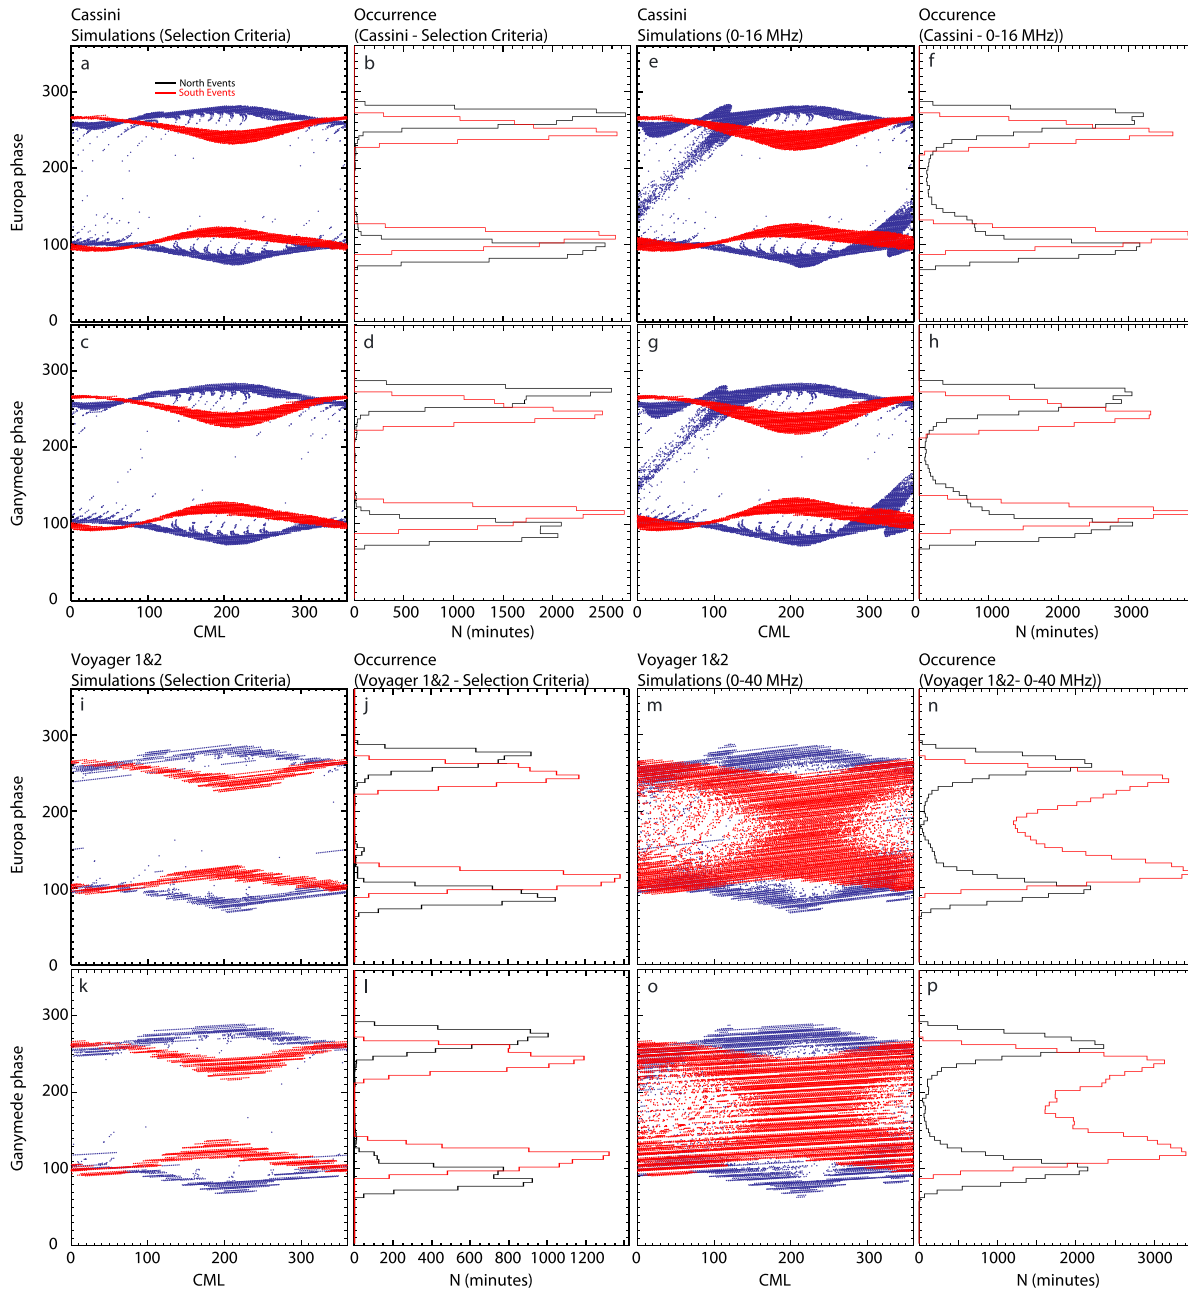 Cassini
Simulations (Selection Criteria)
Occurrence
(Cassini - Selection Criteria)
Cassini
Simulations (0-16 MHz)
Occurence
(Cassini - 0-16 MHz))
a
North Events
South Events
b
e
f
Europa phase
300
200
100
0
c
d
g
h
Ganymede phase
300
200
100
0
0 100 200 300
CML
0 500 1000 1500 2000 2500
N (minutes)
0 100 200 300
CML
0 1000 2000 3000
N (minutes)
Voyager 1&2
Simulations (Selection Criteria)
Occurrence
(Voyager 1&2 - Selection Criteria)
Voyager 1&2
Simulations (0-40 MHz)
Occurence
(Voyager 1&2- 0-40 MHz))
i
j
m
n
Europa phase
300
200
100
0
k
l
o
p
Ganymede phase
300
200
100
0
0 100 200 300
CML
0 200 400 600 800 1000 1200
N (minutes)
0 100 200 300
CML
0 1000 2000 3000
N (minutes)